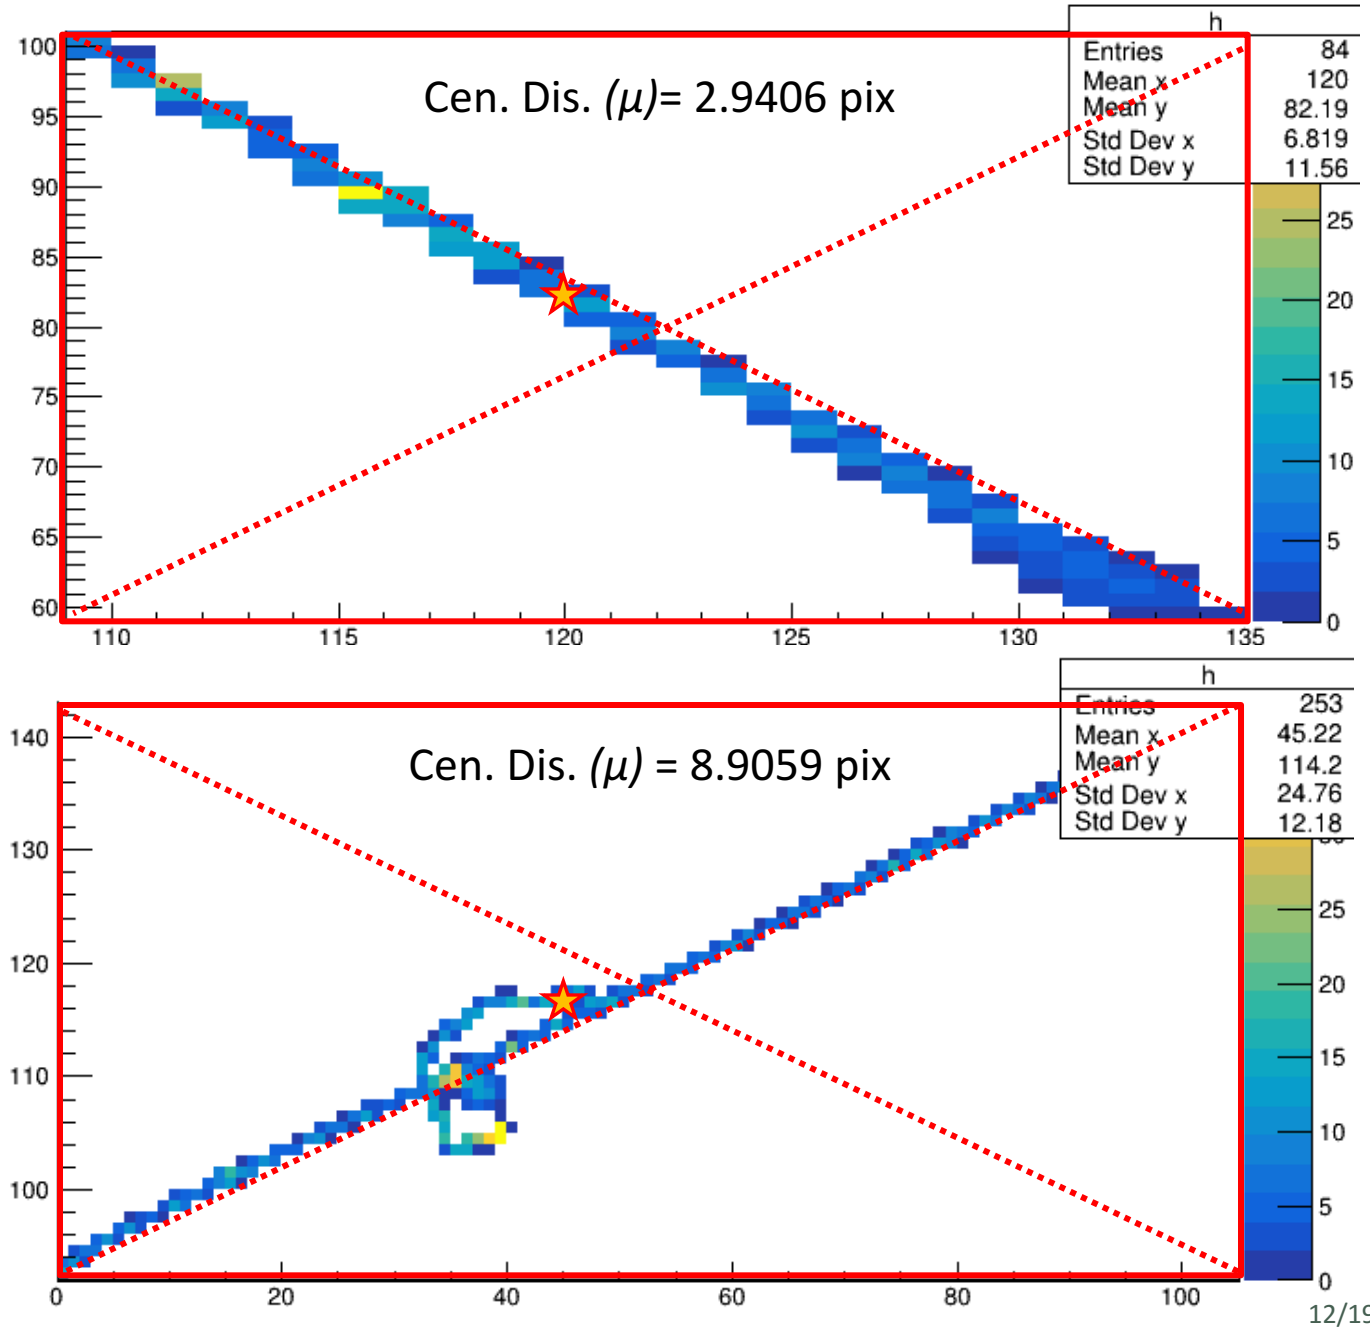 h
Entries 84
Mean x 120
Mean y 82.19
Std Dev x 6.819
Std Dev y 11.56
Cen. Dis. (μ)= 2.9406 pix
100
95
90
85
80
75
70
65
60
110 115 120 125 130 135
25
20
15
10
5
0
h
Entries 253
Mean x 45.22
Mean y 114.2
Std Dev x 24.76
Std Dev y 12.18
Cen. Dis. (μ) = 8.9059 pix
140
130
120
110
100
0 20 40 60 80 100
30
25
20
15
10
5
0
12/19